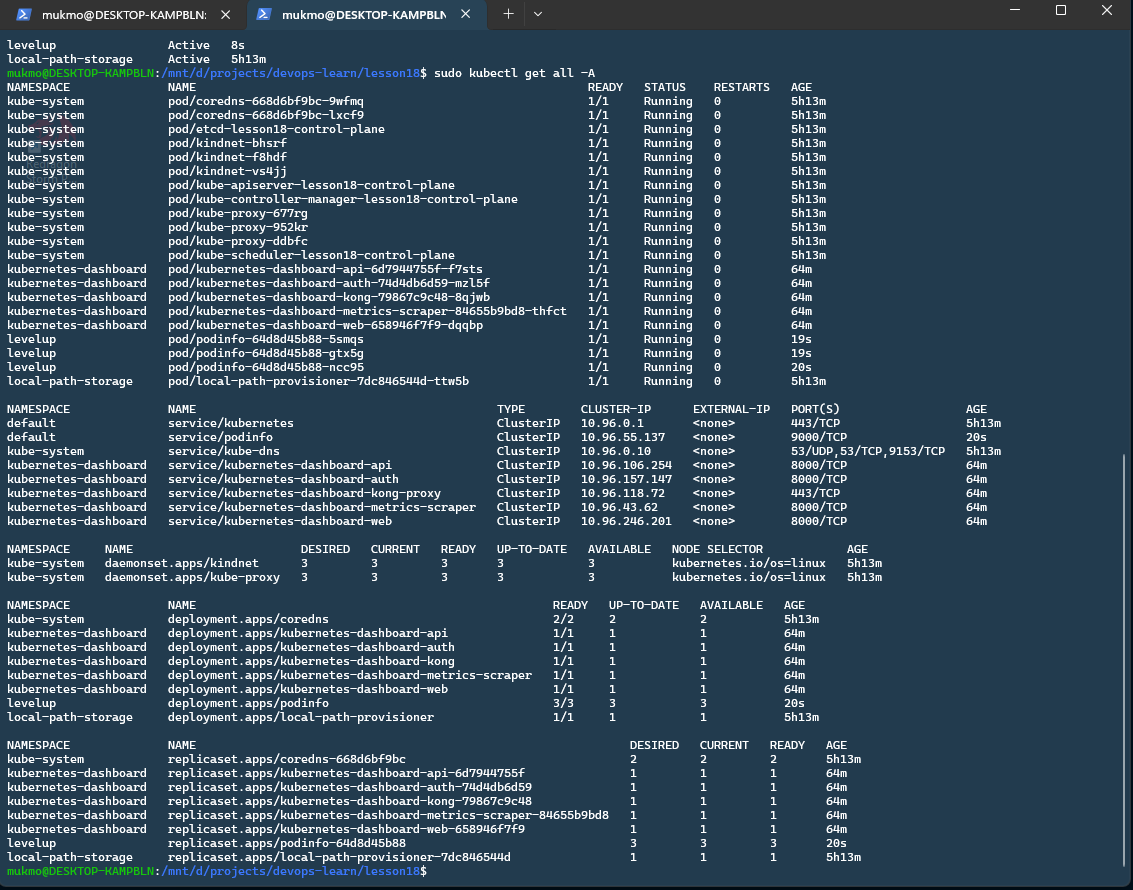 mukmo@DESKTOP-KAMPBLN: mukmo@DESKTOP-KAMPBLN
levelup Active 8s
local-path-storage Active 5h13m
mukmo@DESKTOP-KAMPBLN:/mnt/d/projects/devops-learn/lesson18$ sudo kubectl get all -A
NAMESPACE NAME READY STATUS RESTARTS AGE
kube-system pod/coredns-668d6bf9bc-9wfmq 1/1 Running 0 5h13m
kube-system pod/coredns-668d6bf9bc-lxcf9 1/1 Running 0 5h13m
kube-system pod/etcd-lesson18-control-plane 1/1 Running 0 5h13m
kube-system pod/kindnet-bhsrf 1/1 Running 0 5h13m
kube-system pod/kindnet-f8hdf 1/1 Running 0 5h13m
kube-system pod/kindnet-vs4jj 1/1 Running 0 5h13m
kube-system pod/kube-apiserver-lesson18-control-plane 1/1 Running 0 5h13m
kube-system pod/kube-controller-manager-lesson18-control-plane 1/1 Running 0 5h13m
kube-system pod/kube-proxy-677rg 1/1 Running 0 5h13m
kube-system pod/kube-proxy-952kr 1/1 Running 0 5h13m
kube-system pod/kube-proxy-ddbfc 1/1 Running 0 5h13m
kube-system pod/kube-scheduler-lesson18-control-plane 1/1 Running 0 5h13m
kubernetes-dashboard pod/kubernetes-dashboard-api-6d7944755f-f7sts 1/1 Running 0 64m
kubernetes-dashboard pod/kubernetes-dashboard-auth-74d4db6d59-mzl5f 1/1 Running 0 64m
kubernetes-dashboard pod/kubernetes-dashboard-kong-79867c9c48-8qjwb 1/1 Running 0 64m
kubernetes-dashboard pod/kubernetes-dashboard-metrics-scraper-84655b9bd8-thfct 1/1 Running 0 64m
kubernetes-dashboard pod/kubernetes-dashboard-web-658946f7f9-dqqbp 1/1 Running 0 64m
levelup pod/podinfo-64d8d45b88-5smqs 1/1 Running 0 19s
levelup pod/podinfo-64d8d45b88-gtx5g 1/1 Running 0 19s
levelup pod/podinfo-64d8d45b88-ncc95 1/1 Running 0 20s
local-path-storage pod/local-path-provisioner-7dc846544d-ttw5b 1/1 Running 0 5h13m
NAMESPACE NAME TYPE CLUSTER-IP EXTERNAL-IP PORT(S) AGE
default service/kubernetes ClusterIP 10.96.0.1 <none> 443/TCP 5h13m
default service/podinfo ClusterIP 10.96.55.137 <none> 9000/TCP 20s
kube-system service/kube-dns ClusterIP 10.96.0.10 <none> 53/UDP,53/TCP,9153/TCP 5h13m
kubernetes-dashboard service/kubernetes-dashboard-api ClusterIP 10.96.106.254 <none> 8000/TCP 64m
kubernetes-dashboard service/kubernetes-dashboard-auth ClusterIP 10.96.157.147 <none> 8000/TCP 64m
kubernetes-dashboard service/kubernetes-dashboard-kong-proxy ClusterIP 10.96.118.72 <none> 443/TCP 64m
kubernetes-dashboard service/kubernetes-dashboard-metrics-scraper ClusterIP 10.96.43.62 <none> 8000/TCP 64m
kubernetes-dashboard service/kubernetes-dashboard-web ClusterIP 10.96.246.201 <none> 8000/TCP 64m
NAMESPACE NAME DESIRED CURRENT READY UP-TO-DATE AVAILABLE NODE SELECTOR AGE
kube-system daemonset.apps/kindnet 3 3 3 3 3 kubernetes.io/os=linux 5h13m
kube-system daemonset.apps/kube-proxy 3 3 3 3 3 kubernetes.io/os=linux 5h13m
NAMESPACE NAME READY UP-TO-DATE AVAILABLE AGE
kube-system deployment.apps/coredns 2/2 2 2 5h13m
kubernetes-dashboard deployment.apps/kubernetes-dashboard-api 1/1 1 1 64m
kubernetes-dashboard deployment.apps/kubernetes-dashboard-auth 1/1 1 1 64m
kubernetes-dashboard deployment.apps/kubernetes-dashboard-kong 1/1 1 1 64m
kubernetes-dashboard deployment.apps/kubernetes-dashboard-metrics-scraper 1/1 1 1 64m
kubernetes-dashboard deployment.apps/kubernetes-dashboard-web 1/1 1 1 64m
levelup deployment.apps/podinfo 3/3 3 3 20s
local-path-storage deployment.apps/local-path-provisioner 1/1 1 1 5h13m
NAMESPACE NAME DESIRED CURRENT READY AGE
kube-system replicaset.apps/coredns-668d6bf9bc 2 2 2 5h13m
kubernetes-dashboard replicaset.apps/kubernetes-dashboard-api-6d7944755f 1 1 1 64m
kubernetes-dashboard replicaset.apps/kubernetes-dashboard-auth-74d4db6d59 1 1 1 64m
kubernetes-dashboard replicaset.apps/kubernetes-dashboard-kong-79867c9c48 1 1 1 64m
kubernetes-dashboard replicaset.apps/kubernetes-dashboard-metrics-scraper-84655b9bd8 1 1 1 64m
kubernetes-dashboard replicaset.apps/kubernetes-dashboard-web-658946f7f9 1 1 1 64m
levelup replicaset.apps/podinfo-64d8d45b88 3 3 3 20s
local-path-storage replicaset.apps/local-path-provisioner-7dc846544d 1 1 1 5h13m
mukmo@DESKTOP-KAMPBLN:/mnt/d/projects/devops-learn/lesson18$